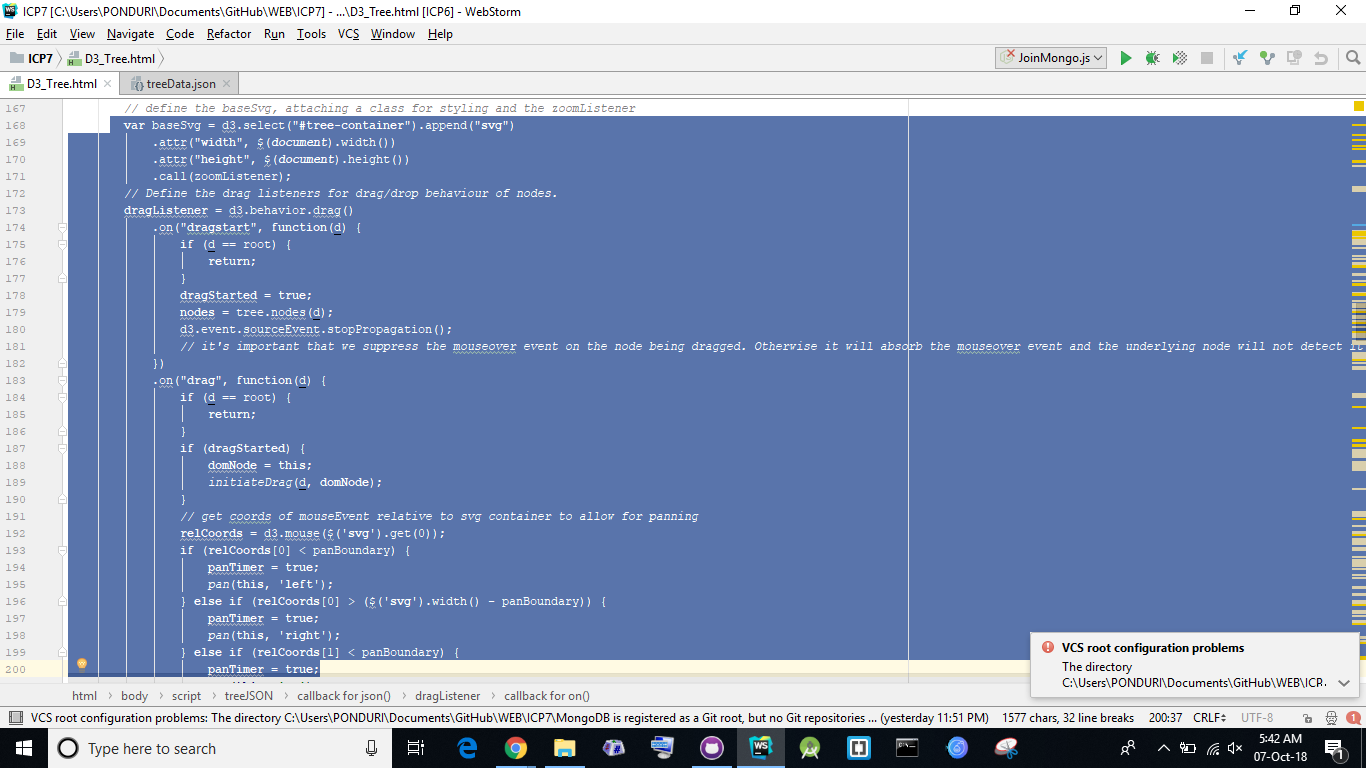 ICP7 [C:\Users\PONDURI\Documents\GitHub\WEB\ICP7] - ...\D3_Tree.html [ICP6] - WebStorm
File Edit View Navigate Code Refactor Run Tools VCS Window Help
ICP7 D3_Tree.html JoinMongo.js
D3_Tree.html treeData.json
167 // define the baseSvg, attaching a class for styling and the zoomListener
168 var baseSvg = d3.select("#tree-container").append("svg")
169 .attr("width", $(document).width())
170 .attr("height", $(document).height())
171 .call(zoomListener);
172 // Define the drag listeners for drag/drop behaviour of nodes.
173 dragListener = d3.behavior.drag()
174 .on("dragstart", function(d) {
175 if (d == root) {
176 return;
177 }
178 dragStarted = true;
179 nodes = tree.nodes(d);
180 d3.event.sourceEvent.stopPropagation();
181 // it's important that we suppress the mouseover event on the node being dragged. Otherwise it will absorb the mouseover event and the underlying node will not detect it
182 })
183 .on("drag", function(d) {
184 if (d == root) {
185 return;
186 }
187 if (dragStarted) {
188 domNode = this;
189 initiateDrag(d, domNode);
190 }
191 // get coords of mouseEvent relative to svg container to allow for panning
192 relCoords = d3.mouse($('svg').get(0));
193 if (relCoords[0] < panBoundary) {
194 panTimer = true;
195 pan(this, 'left');
196 } else if (relCoords[0] > ($('svg').width() - panBoundary)) {
197 panTimer = true;
198 pan(this, 'right');
199 } else if (relCoords[1] < panBoundary) {
200 panTimer = true;
VCS root configuration problems
The directory
C:\Users\PONDURI\Documents\GitHub\WEB\ICP
html body script treeJSON callback for json() dragListener callback for on()
VCS root configuration problems: The directory C:\Users\PONDURI\Documents\GitHub\WEB\ICP7\MongoDB is registered as a Git root, but no Git repositories ... (yesterday 11:51 PM) 1577 chars, 32 line breaks 200:37 CRLF UTF-8 1
Type here to search
5:42 AM
07-Oct-18
1